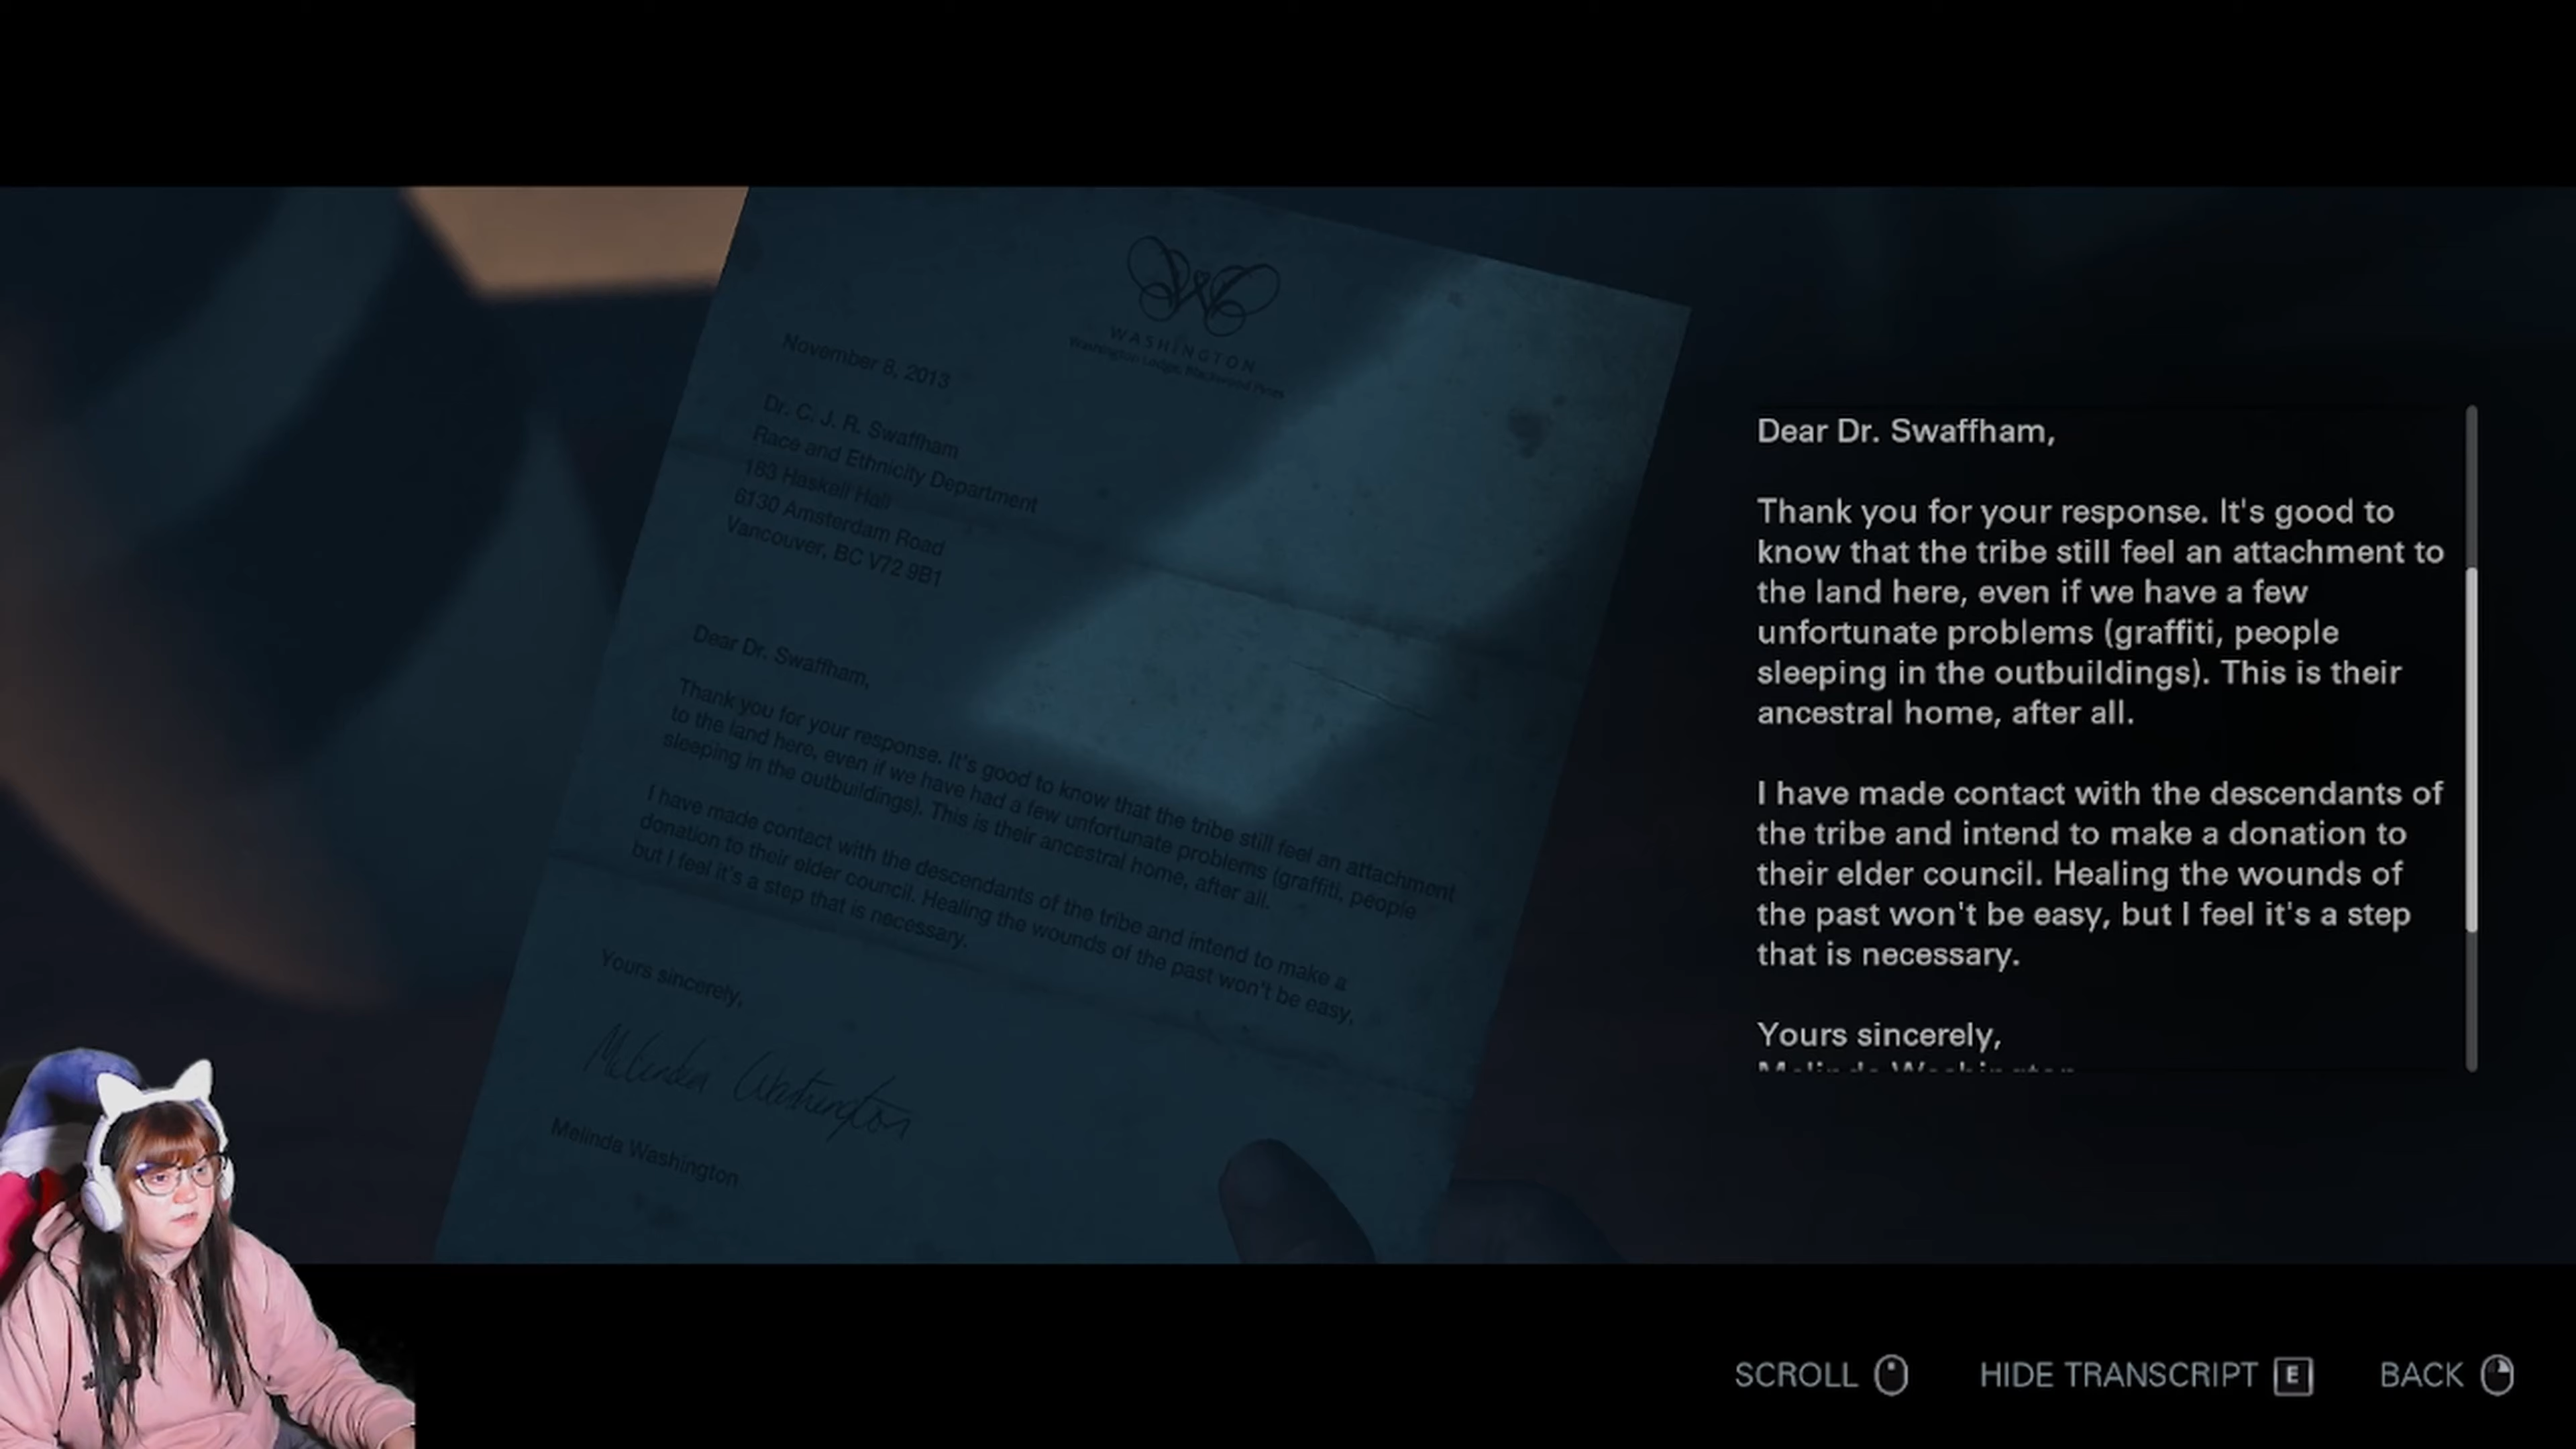 WASHINGTON
Washington Lodge, Blackwood Pines
November 8, 2013
Dr. C. J. R. Swaffham
Race and Ethnicity Department
183 Haskell Hall
6130 Amsterdam Road
Vancouver, BC V72 9B1
Dear Dr. Swaffham,
Thank you for your response. It's good to know that the tribe still feel an attachment
to the land here, even if we have had a few unfortunate problems (graffiti, people
sleeping in the outbuildings). This is their ancestral home, after all.
I have made contact with the descendants of the tribe and intend to make a
donation to their elder council. Healing the wounds of the past won't be easy,
but I feel it's a step that is necessary.
Yours sincerely,
Melinda Washington
Melinda Washington
Dear Dr. Swaffham,
Thank you for your response. It's good to
know that the tribe still feel an attachment to
the land here, even if we have a few
unfortunate problems (graffiti, people
sleeping in the outbuildings). This is their
ancestral home, after all.
I have made contact with the descendants of
the tribe and intend to make a donation to
their elder council. Healing the wounds of
the past won't be easy, but I feel it's a step
that is necessary.
Yours sincerely,
Melinda Washington
SCROLL HIDE TRANSCRIPT E BACK